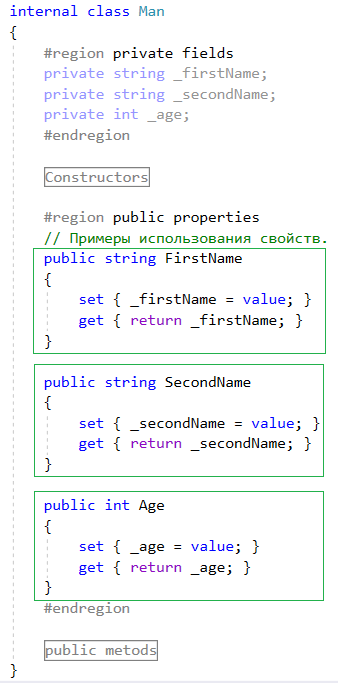 internal class Man
{
#region private fields
private string _firstName;
private string _secondName;
private int _age;
#endregion
Constructors
#region public properties
// Примеры использования свойств.
public string FirstName
{
set { _firstName = value; }
get { return _firstName; }
}
public string SecondName
{
set { _secondName = value; }
get { return _secondName; }
}
public int Age
{
set { _age = value; }
get { return _age; }
}
#endregion
public metods
}